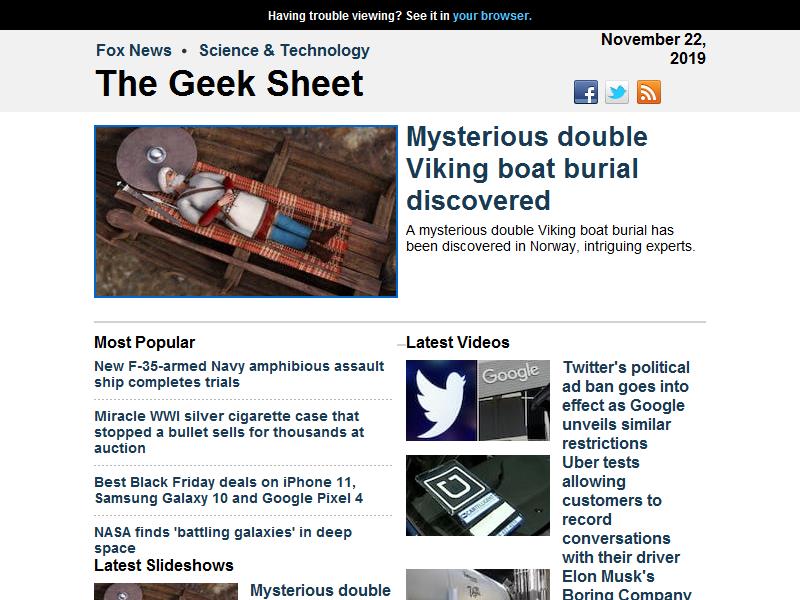 Having trouble viewing? See it in your browser.
Fox News • Science & Technology
The Geek Sheet
November 22,
2019
Mysterious double
Viking boat burial
discovered
A mysterious double Viking boat burial has
been discovered in Norway, intriguing experts.
Most Popular
New F-35-armed Navy amphibious assault
ship completes trials
Miracle WWI silver cigarette case that
stopped a bullet sells for thousands at
auction
Best Black Friday deals on iPhone 11,
Samsung Galaxy 10 and Google Pixel 4
NASA finds 'battling galaxies' in deep
space
Latest Slideshows
Mysterious double
Latest Videos
Google
Twitter's political
ad ban goes into
effect as Google
unveils similar
restrictions
Uber tests
allowing
customers to
record
conversations
with their driver
Elon Musk's
Boring Company